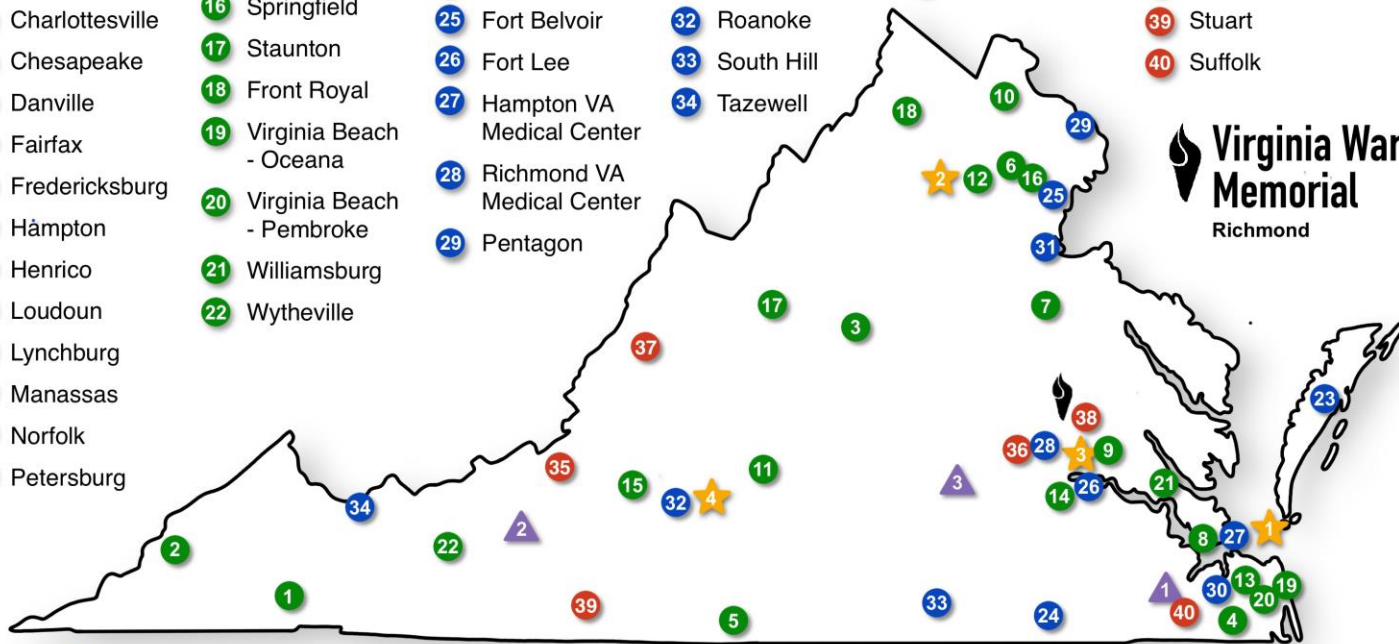 Charlottesville
Chesapeake
Danville
Fairfax
Fredericksburg
Hampton
Henrico
Loudoun
Lynchburg
Manassas
Norfolk
Petersburg
16 Springfield
17 Staunton
18 Front Royal
19 Virginia Beach
- Oceana
20 Virginia Beach
- Pembroke
21 Williamsburg
22 Wytheville
25 Fort Belvoir
26 Fort Lee
27 Hampton VA
Medical Center
28 Richmond VA
Medical Center
29 Pentagon
32 Roanoke
33 South Hill
34 Tazewell
39 Stuart
40 Suffolk
Virginia War
Memorial
Richmond
10
18
29
6
2
12
16
25
31
17
7
3
37
23
38
36
28
3
9
35
11
15
3
21
32
4
14
26
34
2
1
22
2
8
27
13
19
1
30
1
20
39
33
40
24
5
4